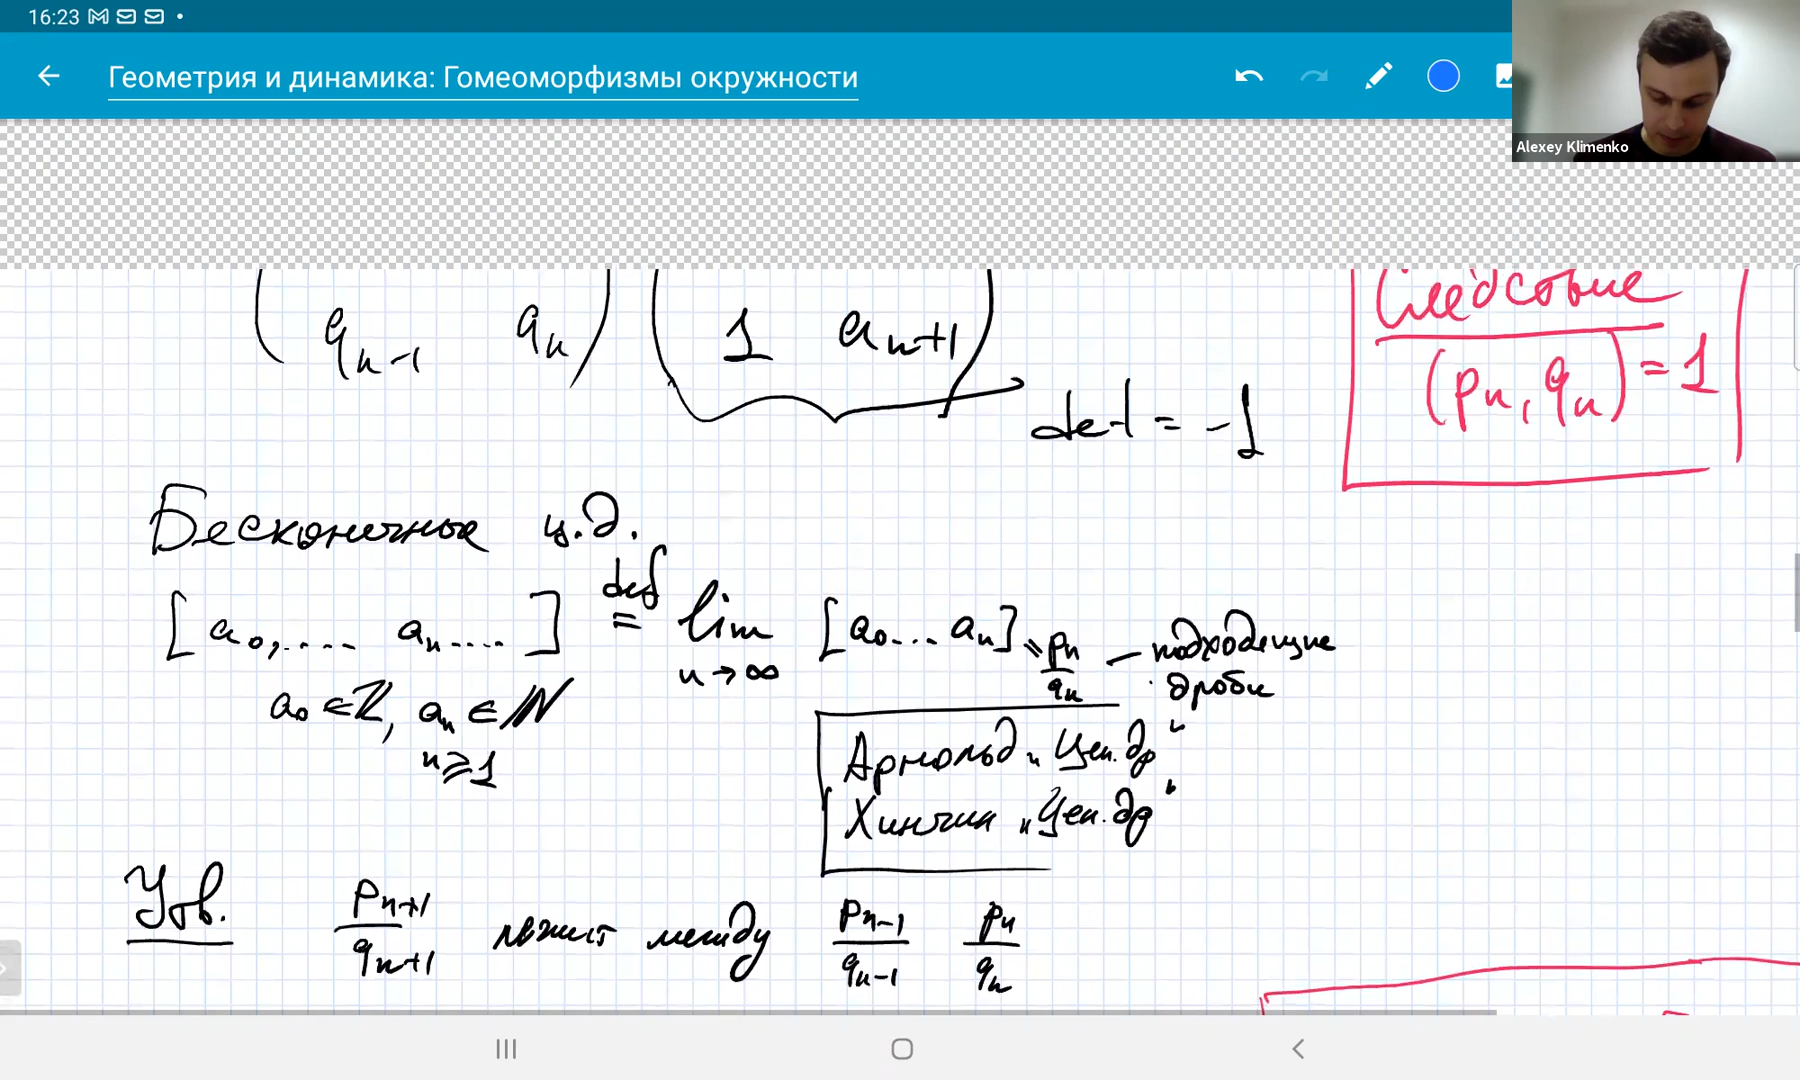 16:23
Геометрия и динамика: Гомеоморфизмы окружности
Alexey Klimenko
q_{n-1} q_n
1 a_{n+1}
det = -1
Следствие
(p_n, q_n) = 1
Бесконечные ц.д.
[a_0, .... a_n ....] def = lim n→∞ [a_0 ... a_n] = p_n/q_n — подходящие дроби
a_0 ∈ ℤ, a_n ∈ ℕ
n ⩾ 1
Арнольд „Цеп. др“
Хинчин „Цеп. др“
Утв. p_{n+1}/q_{n+1} лежит между p_{n-1}/q_{n-1} p_n/q_n